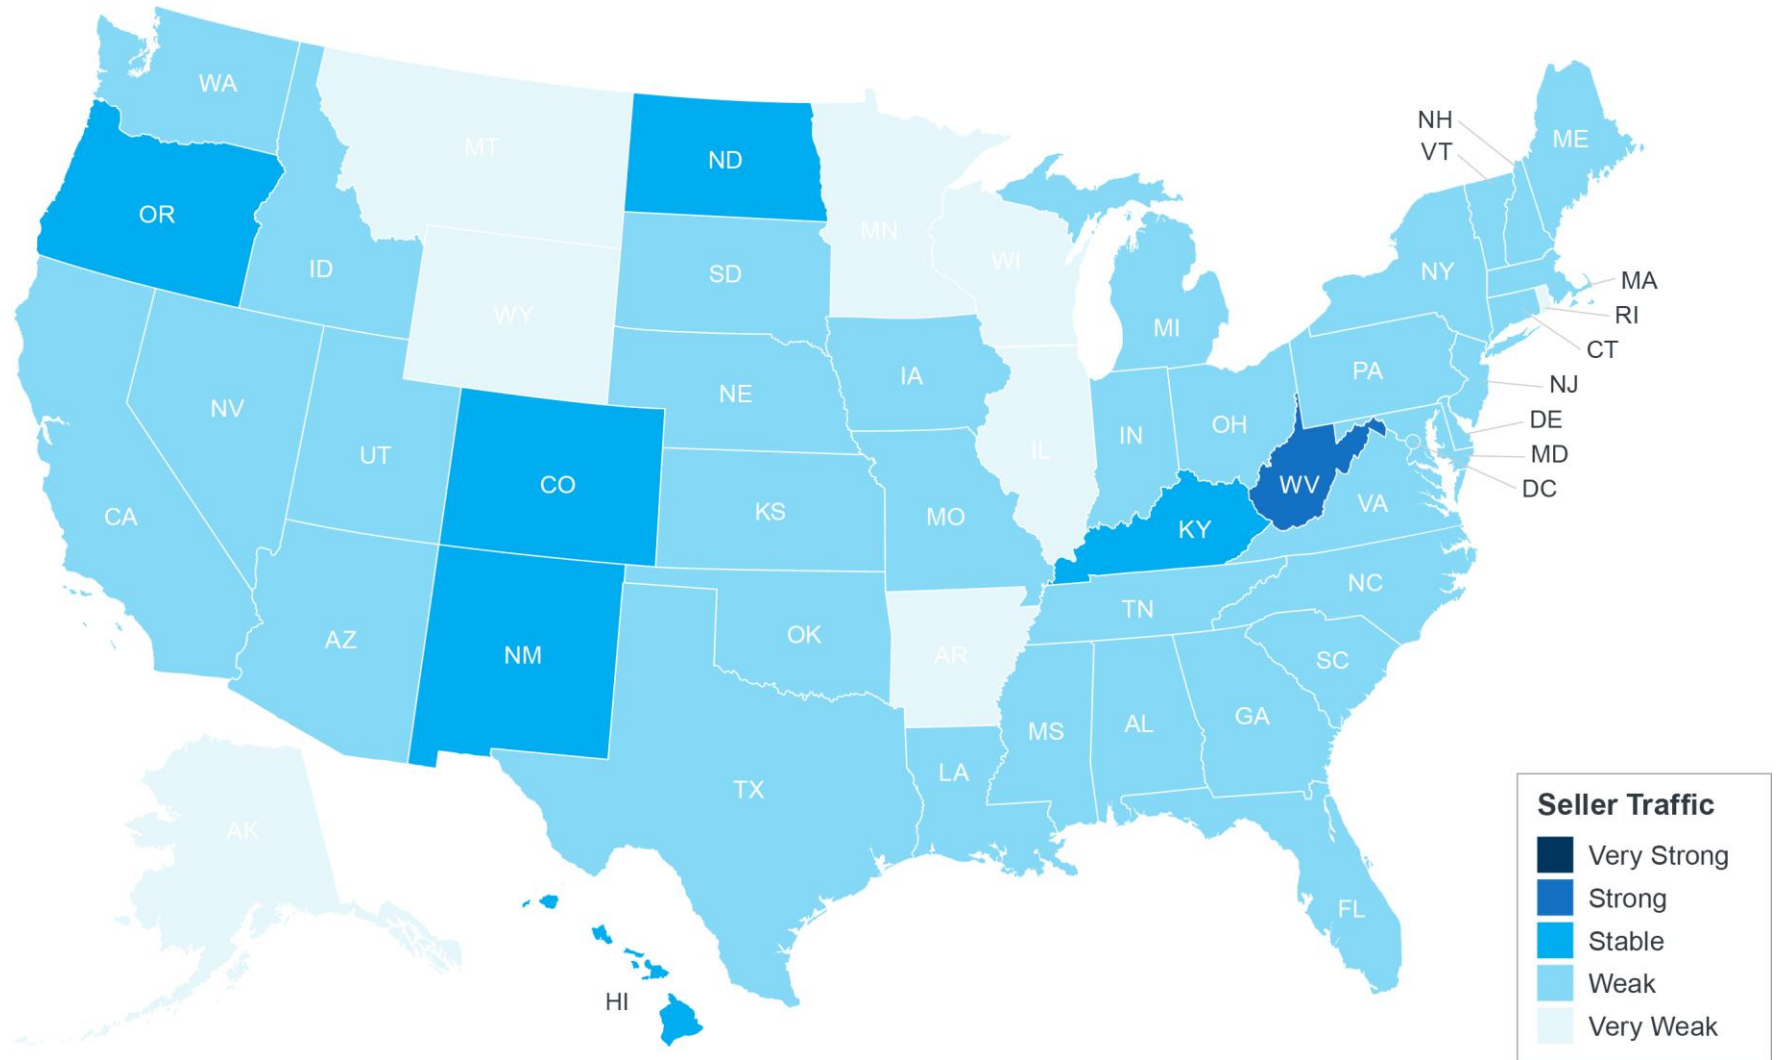 NH
ME
WA
VT
MT
ND
OR
MN
ID
SD
WI
NY
MA
WY
RI
MI
CT
PA
IA
NJ
NE
NV
DE
OH
IN
UT
IL
MD
CO
WV
DC
VA
KS
CA
MO
KY
NC
TN
OK
AZ
NM
AR
SC
GA
AL
MS
LA
TX
Seller Traffic
AK
Very Strong
Strong
FL
Stable
Weak
HI
Very Weak